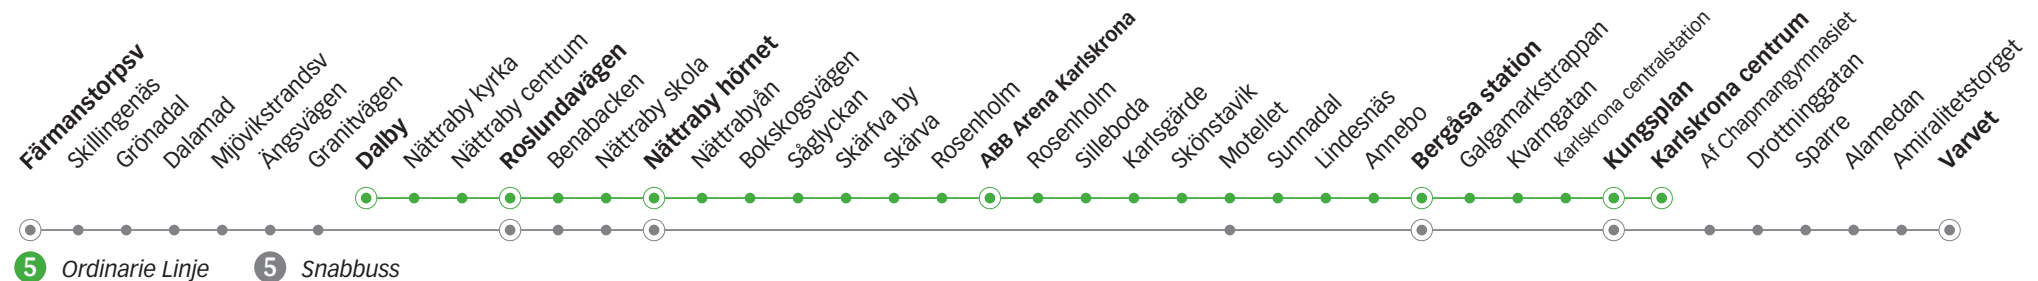 Färmanstorpsv
Skillingenäs
Grönadal
Dalamad
Mjövikstrandsv
Ängsvägen
Granitvägen
Dalby
Nättraby kyrka
Nättraby centrum
Roslundavägen
Benabacken
Nättraby skola
Nättraby hörnet
Nättrabyån
Bokskogsvägen
Såglyckan
Skärfva by
Skärva
Rosenholm
ABB Arena Karlskrona
Rosenholm
Silleboda
Karlsgärde
Skönstavik
Motellet
Sunnadal
Lindesnäs
Annebo
Bergåsa station
Galgamarkstrappan
Kvarngatan
Karlskrona centralstation
Kungsplan
Karlskrona centrum
Af Chapmangymnasiet
Drottninggatan
Sparre
Alamedan
Amiralitetstorget
Varvet
5 Ordinarie Linje
5 Snabbuss